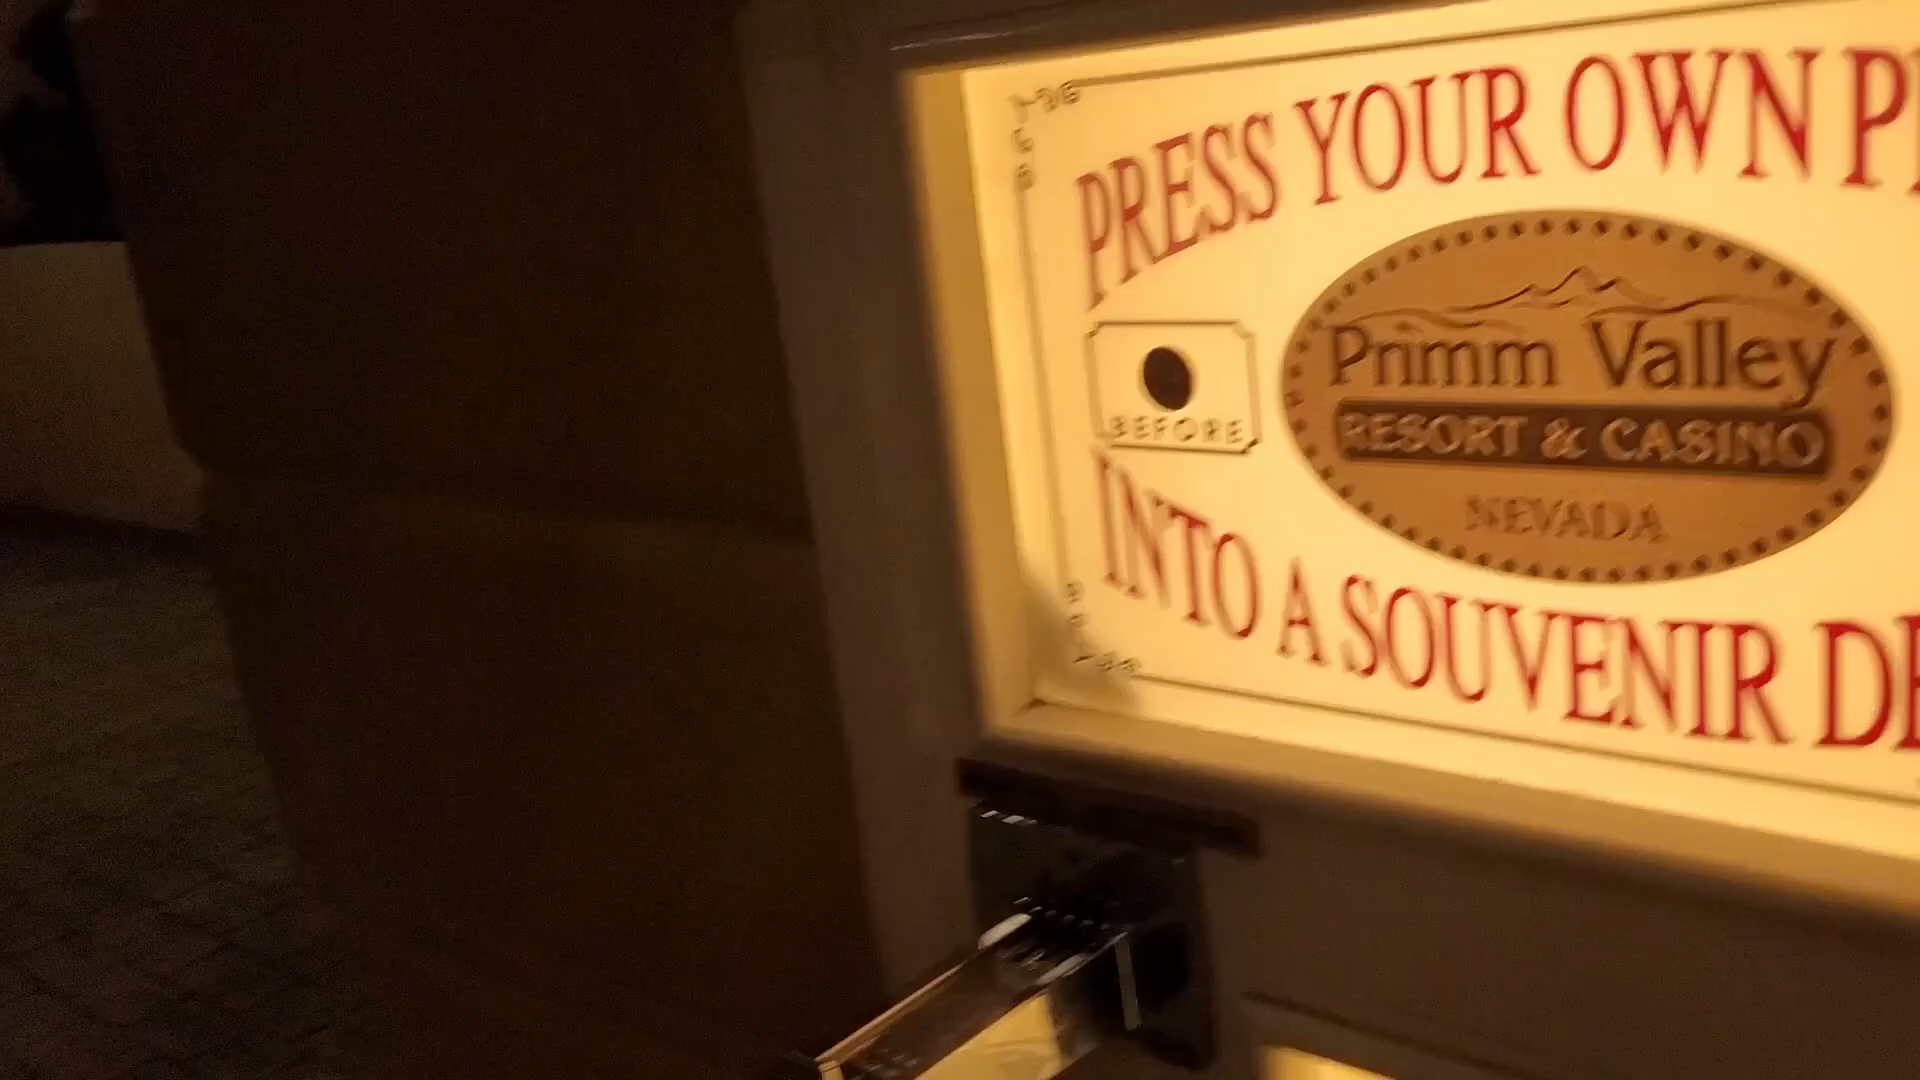 PRESS YOUR OWN
BEFORE
Primm Valley
RESORT & CASINO
NEVADA
INTO A SOUVENIR